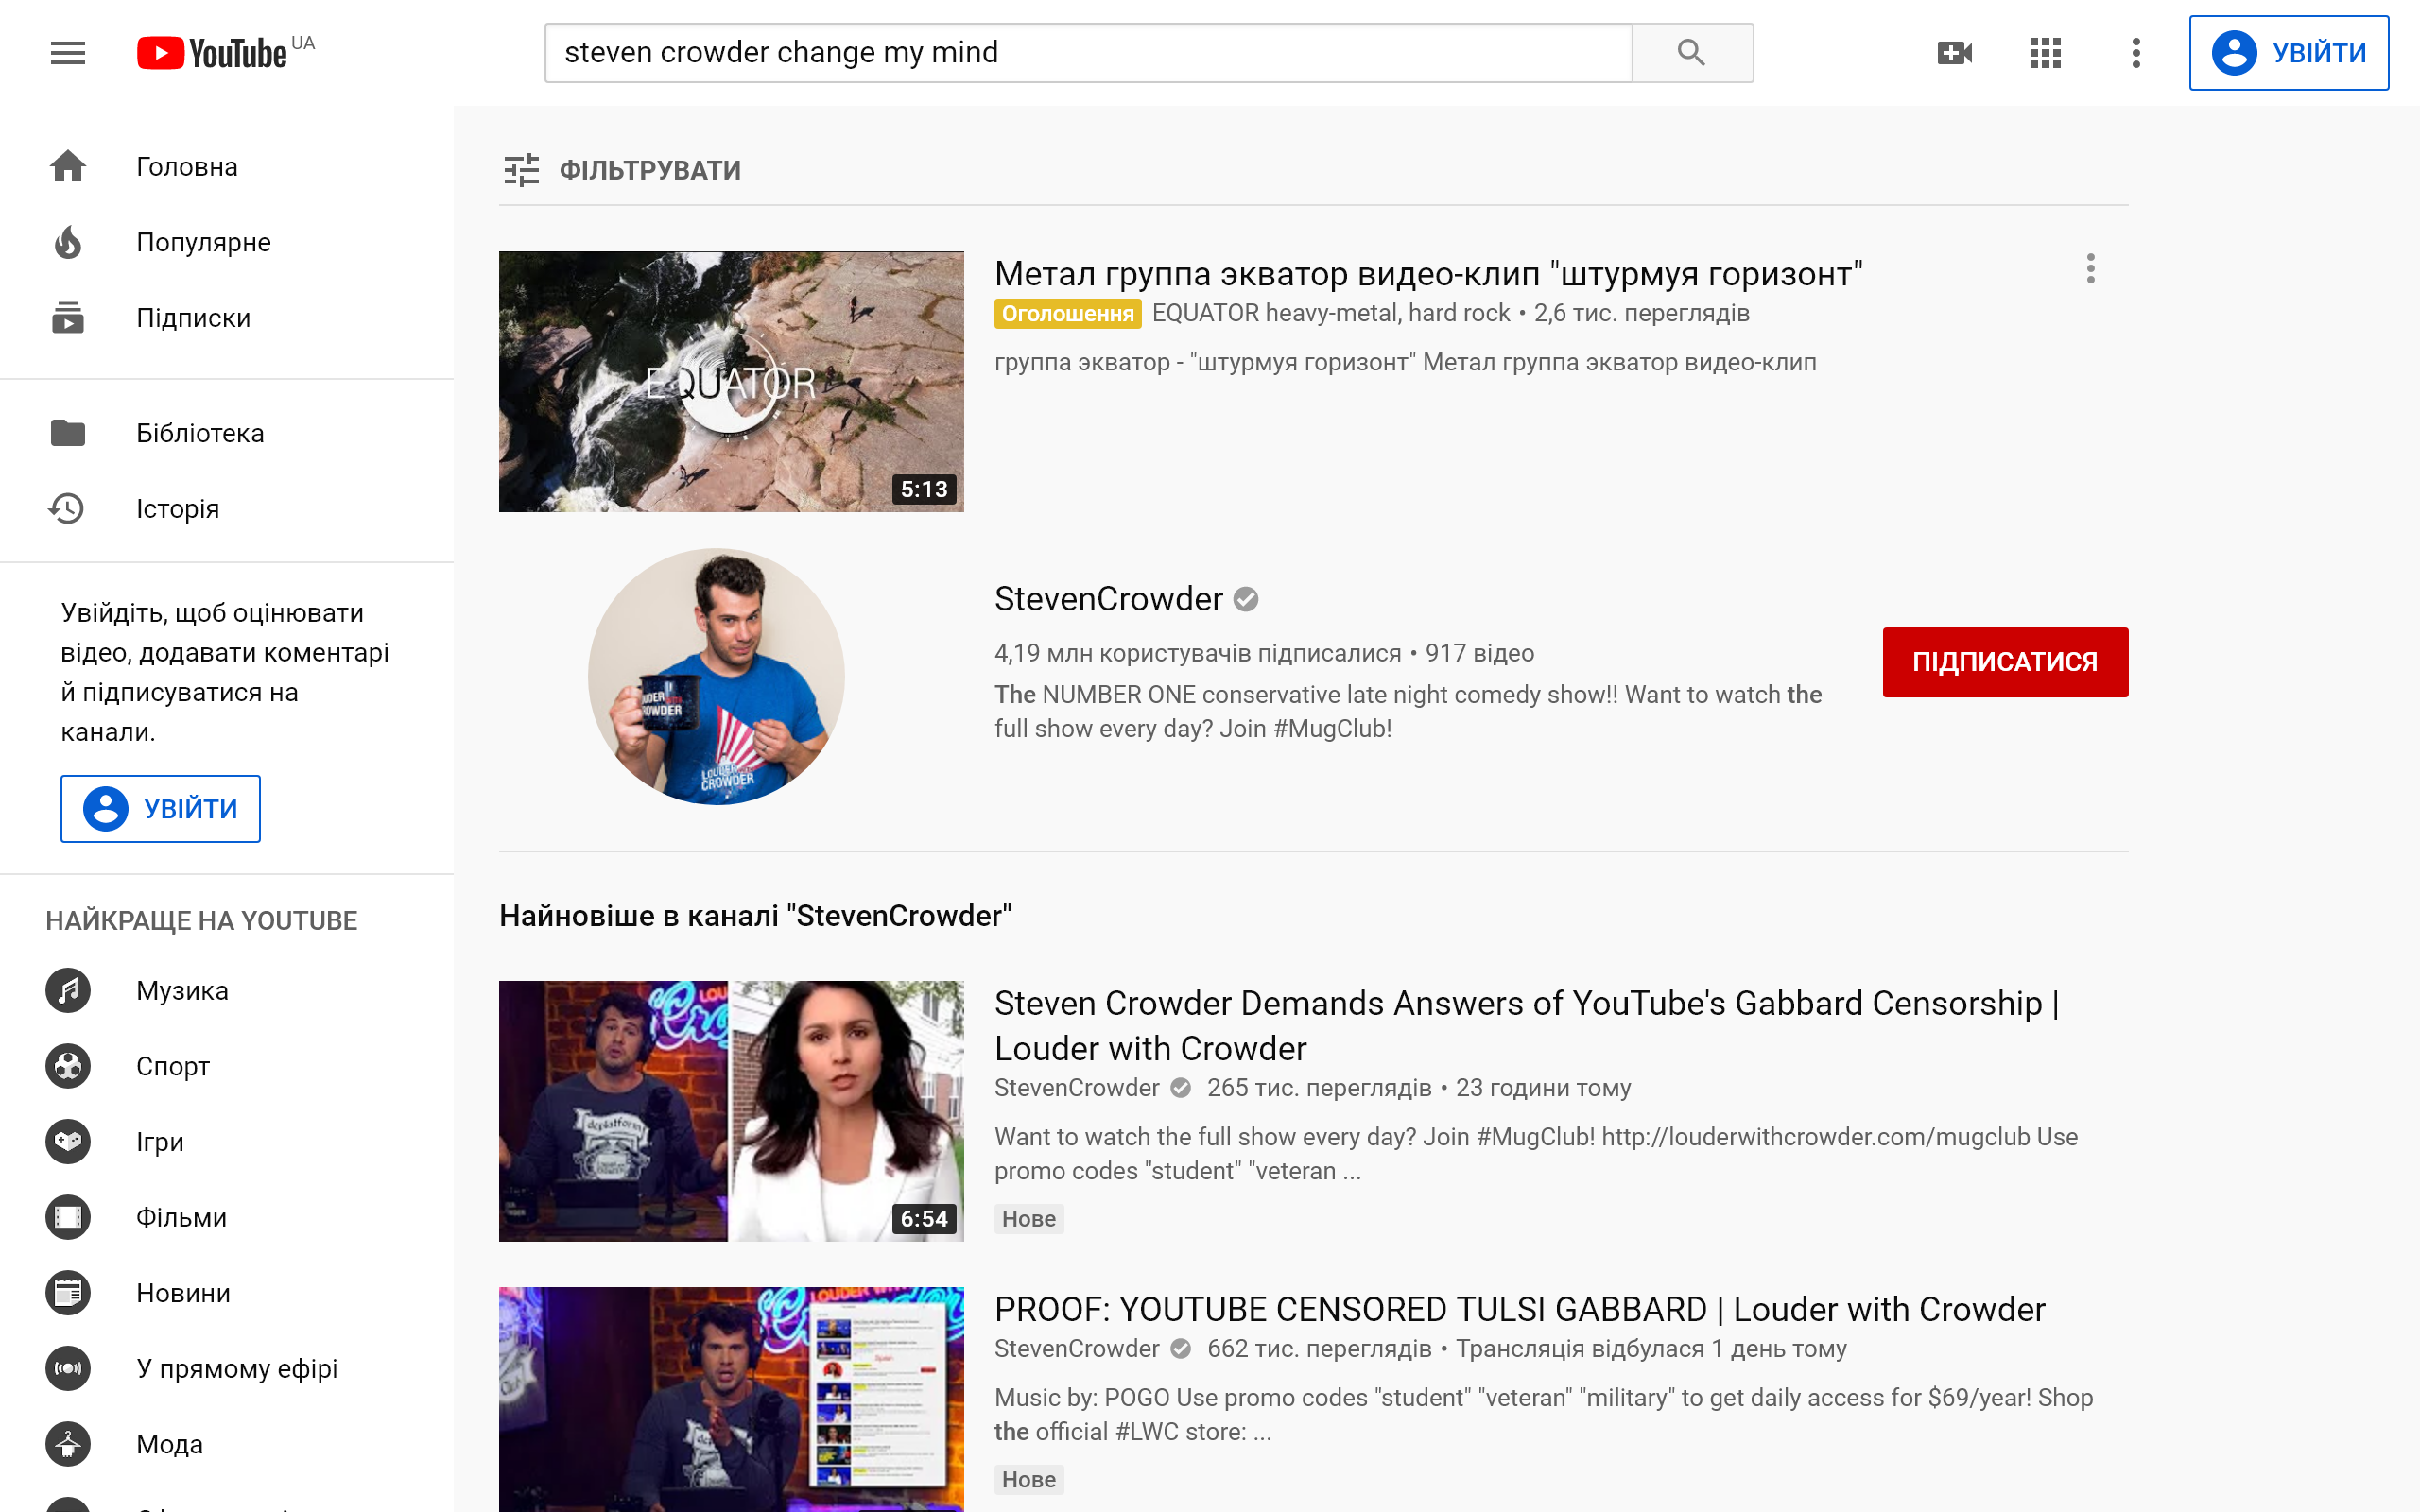 YouTube UA
steven crowder change my mind
УВІЙТИ
Головна
Популярне
Підписки
Бібліотека
Історія
Увійдіть, щоб оцінювати
відео, додавати коментарі
й підписуватися на
канали.
УВІЙТИ
НАЙКРАЩЕ НА YOUTUBE
Музика
Спорт
Ігри
Фільми
Новини
У прямому ефірі
Мода
ФІЛЬТРУВАТИ
EQUATOR
5:13
Метал группа экватор видео-клип "штурмуя горизонт"
Оголошення EQUATOR heavy-metal, hard rock • 2,6 тис. переглядів
группа экватор - "штурмуя горизонт" Метал группа экватор видео-клип
LOUDER
CROWDER
StevenCrowder
4,19 млн користувачів підписалися • 917 відео
The NUMBER ONE conservative late night comedy show!! Want to watch the
full show every day? Join #MugClub!
ПІДПИСАТИСЯ
Найновіше в каналі "StevenCrowder"
6:54
Steven Crowder Demands Answers of YouTube's Gabbard Censorship |
Louder with Crowder
StevenCrowder 265 тис. переглядів • 23 години тому
Want to watch the full show every day? Join #MugClub! http://louderwithcrowder.com/mugclub Use
promo codes "student" "veteran ...
Нове
PROOF: YOUTUBE CENSORED TULSI GABBARD | Louder with Crowder
StevenCrowder 662 тис. переглядів • Трансляція відбулася 1 день тому
Music by: POGO Use promo codes "student" "veteran" "military" to get daily access for $69/year! Shop
the official #LWC store: ...
Нове